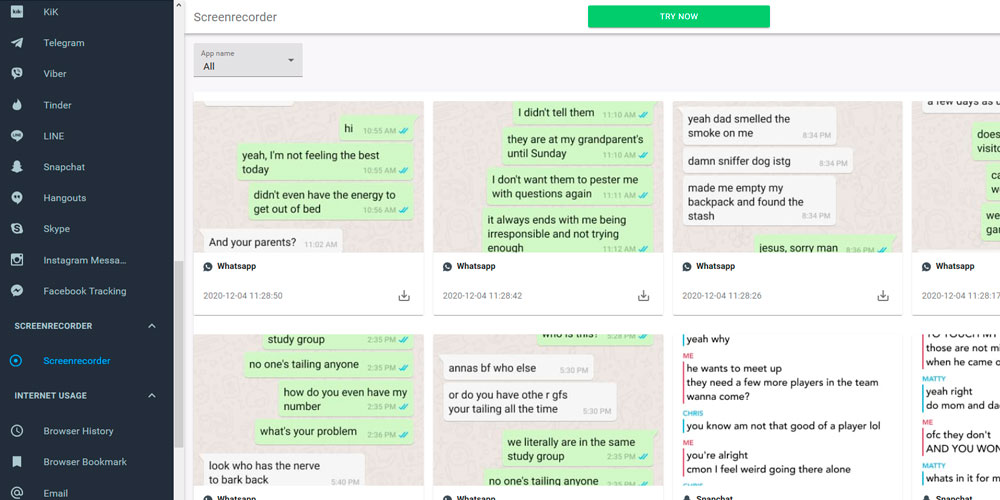 kik
KiK
Telegram
Viber
Tinder
LINE
Snapchat
Hangouts
Skype
Instagram Messa...
Facebook Tracking
SCREENRECORDER
Screenrecorder
INTERNET USAGE
Browser History
Browser Bookmark
Email
Screenrecorder
TRY NOW
App name
All
hi 10:55 AM
yeah, I'm not feeling the best
today 10:55 AM
didn't even have the energy to
get out of bed 10:56 AM
And your parents? 11:02 AM
Whatsapp
2020-12-04 11:28:50
I didn't tell them 11:10 AM
they are at my grandparent's
until Sunday 11:10 AM
I don't want them to pester me
with questions again 11:11 AM
it always ends with me being
irresponsible and not trying
enough 11:12 AM
Whatsapp
2020-12-04 11:28:42
yeah dad smelled the
smoke on me 8:34 PM
damn sniffer dog istg 8:34 PM
made me empty my
backpack and found the
stash 8:34 PM
jesus, sorry man 8:36 PM
Whatsapp
2020-12-04 11:28:26
a few days as
does
visito
ca
we
gar
Whatsapp
2020-12-04 11:28:17
study group 2:35 PM
no one's tailing anyone 2:35 PM
how do you even have my
number 2:35 PM
what's your problem 2:36 PM
look who has the nerve
to bark back 5:40 PM
Whatsapp
who is this? 5:28 PM
annas bf who else 5:30 PM
or do you have othe r gfs
your tailing all the time 5:30 PM
we literally are in the same
study group 2:35 PM
no one's tailing anyone 2:35 PM
Whatsapp
yeah why
ME
he wants to meet up
they need a few more players in the team
wanna come?
CHRIS
you know am not that good of a player lol
ME
you're alright
cmon I feel weird going there alone
CHRIS
Snapchat
TO TOUCH MY
those are not mi
when he came o
MATTY
yeah right
do mom and da
ME
ofc they don't
AND YOU WON
MATTY
whats in it for m
Snapchat